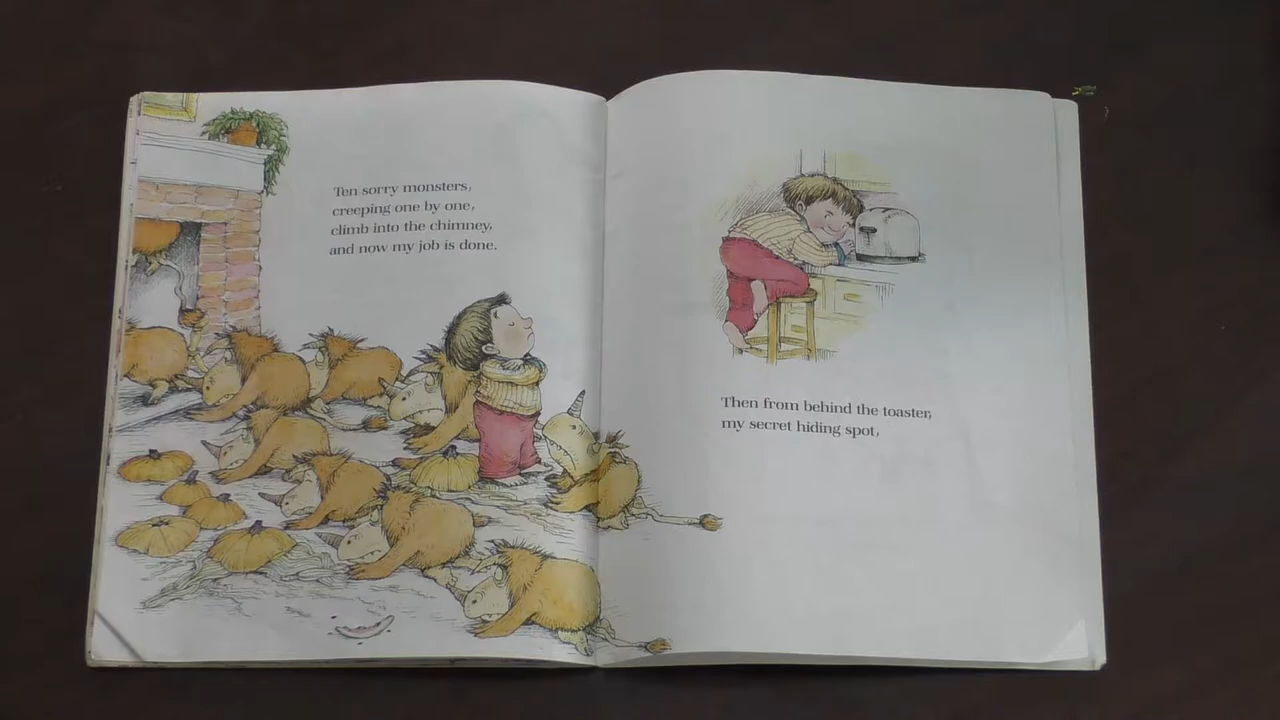 Ten sorry monsters,
creeping one by one,
climb into the chimney,
and now my job is done.
Then from behind the toaster,
my secret hiding spot,